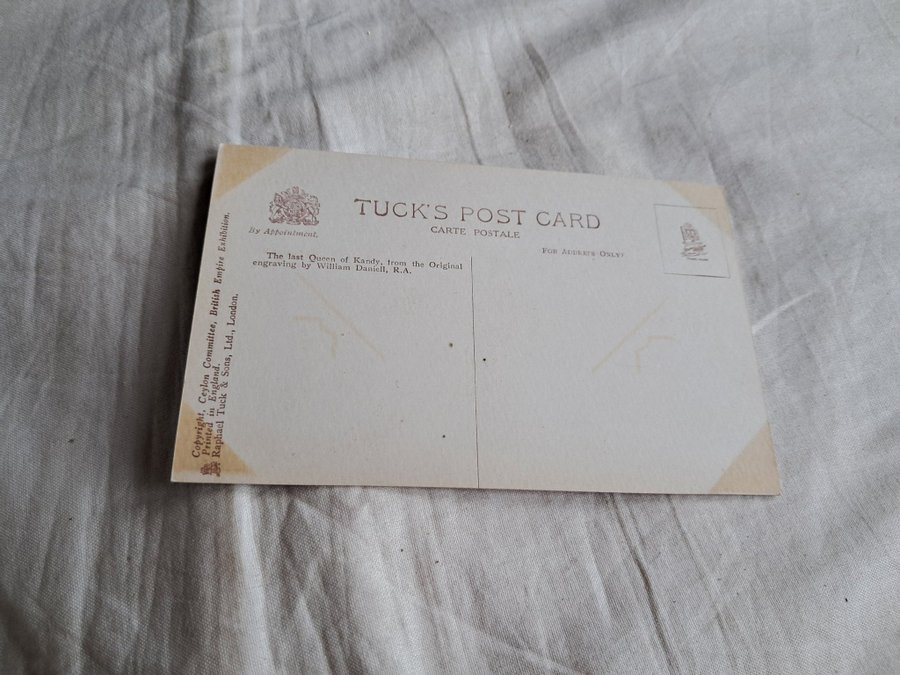 TUCK'S POST CARD
CARTE POSTALE
By Appointment.
FOR ADDRESS ONLY
The last Queen of Kandy, from the Original
engraving by William Daniell, R.A.
Copyright, Ceylon Committee, British Empire Exhibition.
Printed in England.
Raphael Tuck & Sons, Ltd., London.